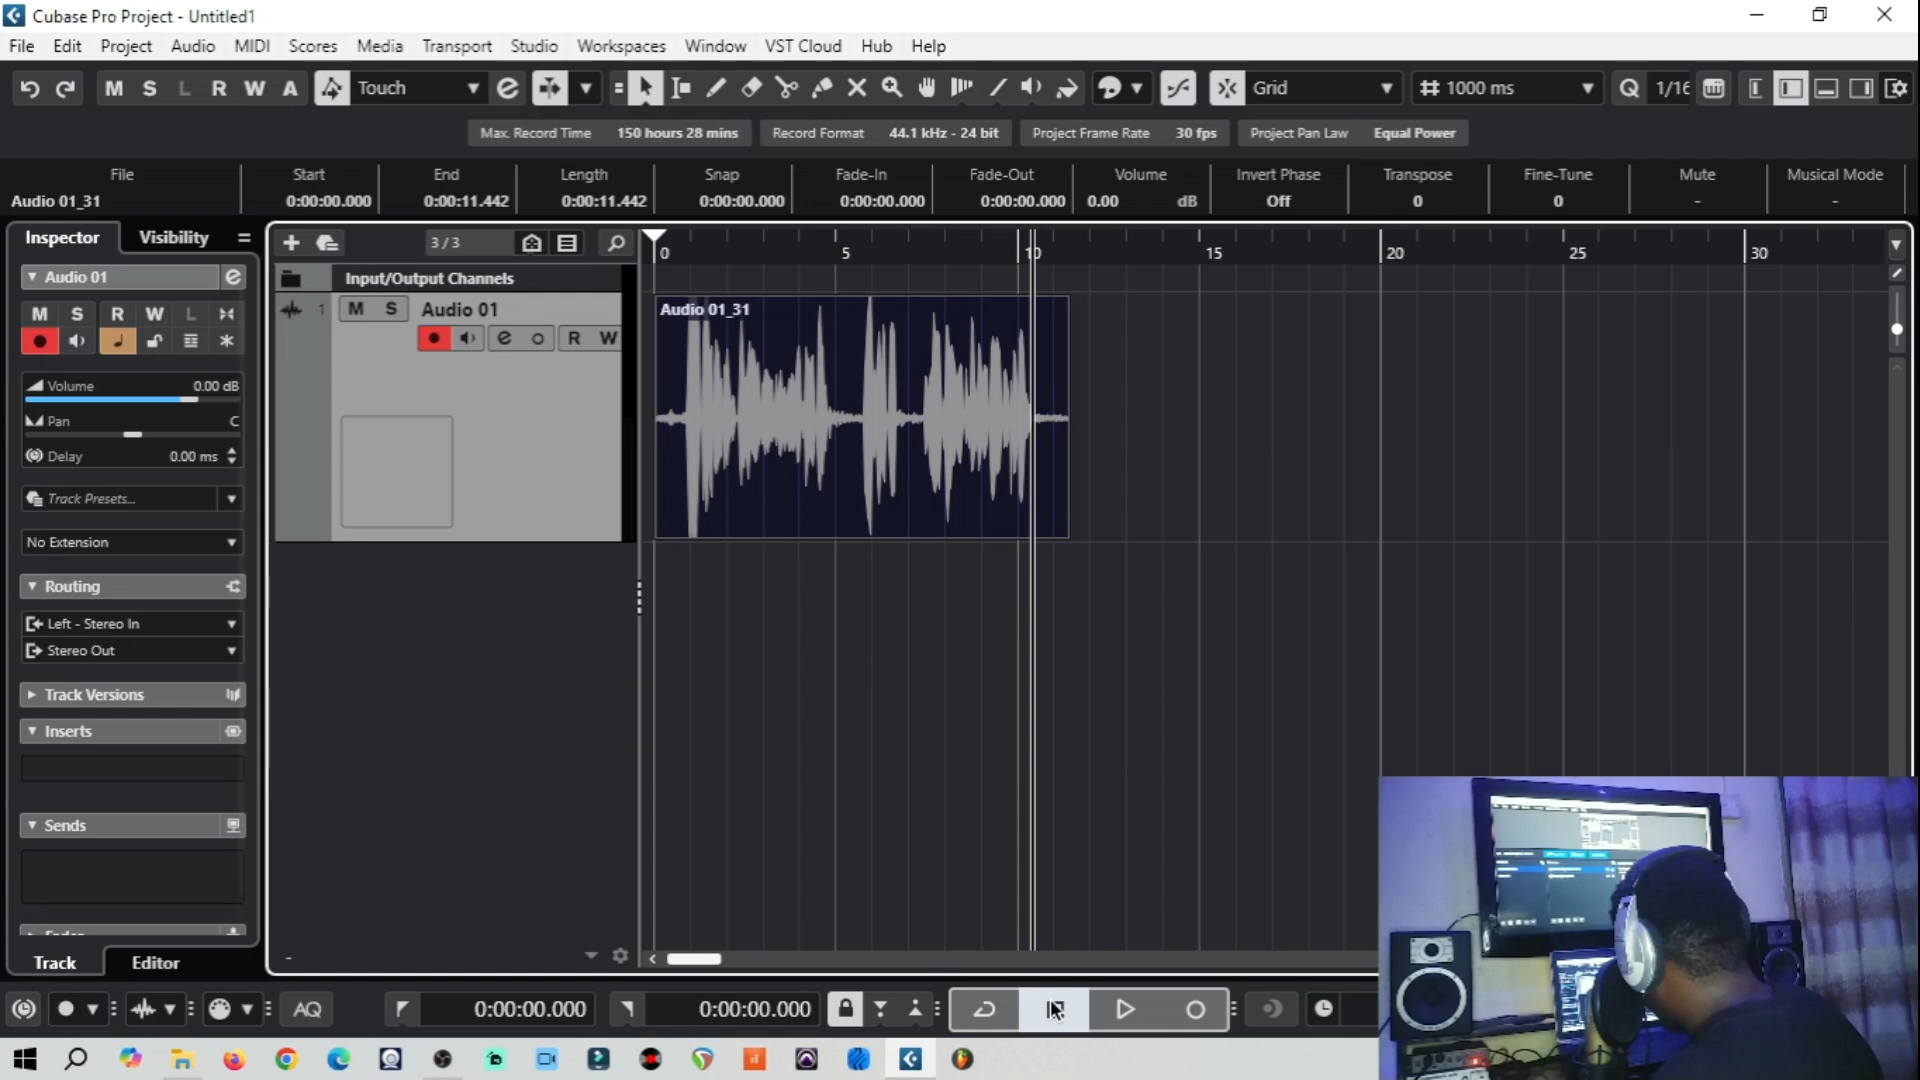 Cubase Pro Project - Untitled1
File Edit Project Audio MIDI Scores Media Transport Studio Workspaces Window VST Cloud Hub Help
M S L R W A Touch Grid 1000 ms Q 1/16
Max. Record Time 150 hours 28 mins Record Format 44.1 kHz - 24 bit Project Frame Rate 30 fps Project Pan Law Equal Power
File Start End Length Snap Fade-In Fade-Out Volume Invert Phase Transpose Fine-Tune Mute Musical Mode
Audio 01_31 0:00:00.000 0:00:11.442 0:00:11.442 0:00:00.000 0:00:00.000 0:00:00.000 0.00 dB Off 0 0 - -
Inspector Visibility
3 / 3
0 5 10 15 20 25 30
Audio 01
Input/Output Channels
M S R W L
1 M S Audio 01
R W
Audio 01_31
Volume 0.00 dB
Pan C
Delay 0.00 ms
Track Presets...
No Extension
Routing
Left - Stereo In
Stereo Out
Track Versions
Inserts
Sends
Fader
Track Editor
AQ 0:00:00.000 0:00:00.000